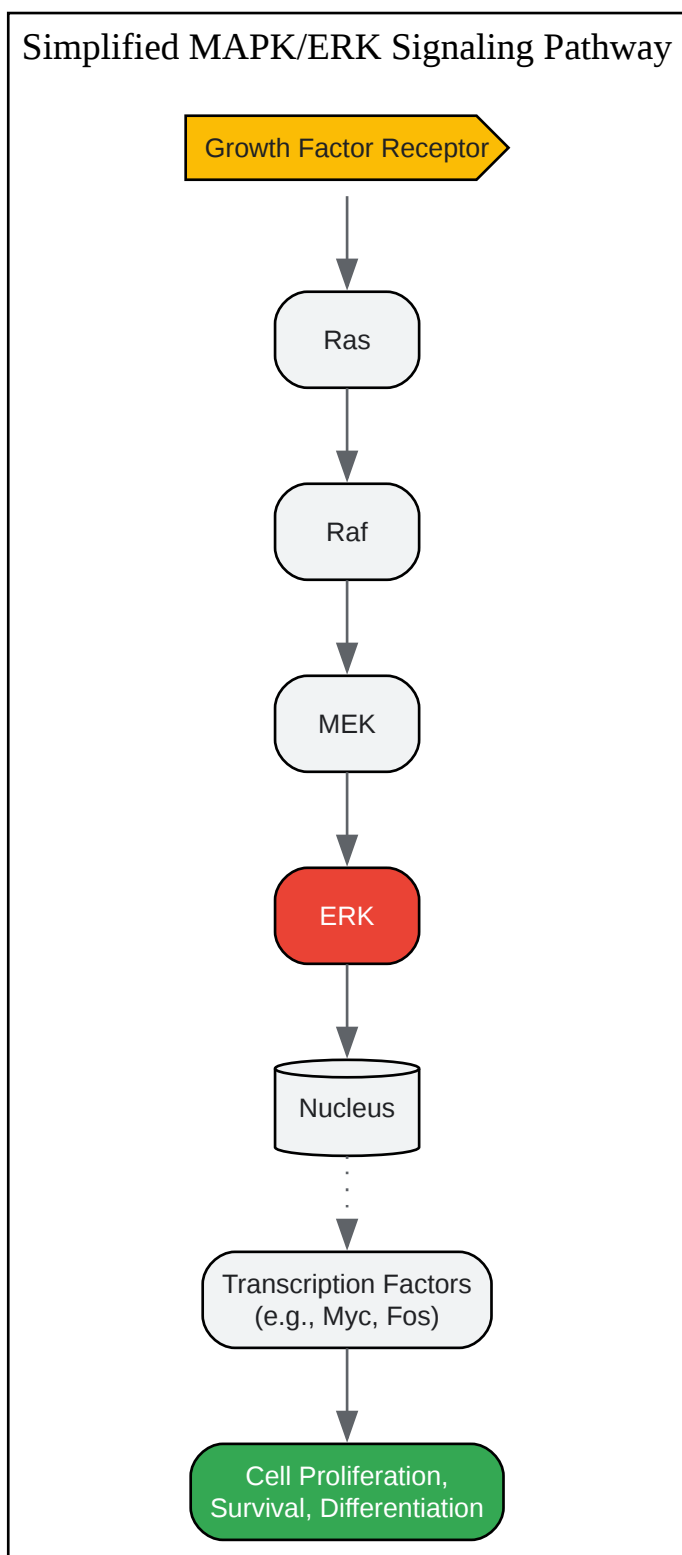 Simplified MAPK/ERK Signaling Pathway
Growth Factor Receptor
Ras
Raf
MEK
ERK
Nucleus
Transcription Factors
(e.g., Myc, Fos)
Cell Proliferation,
Survival, Differentiation